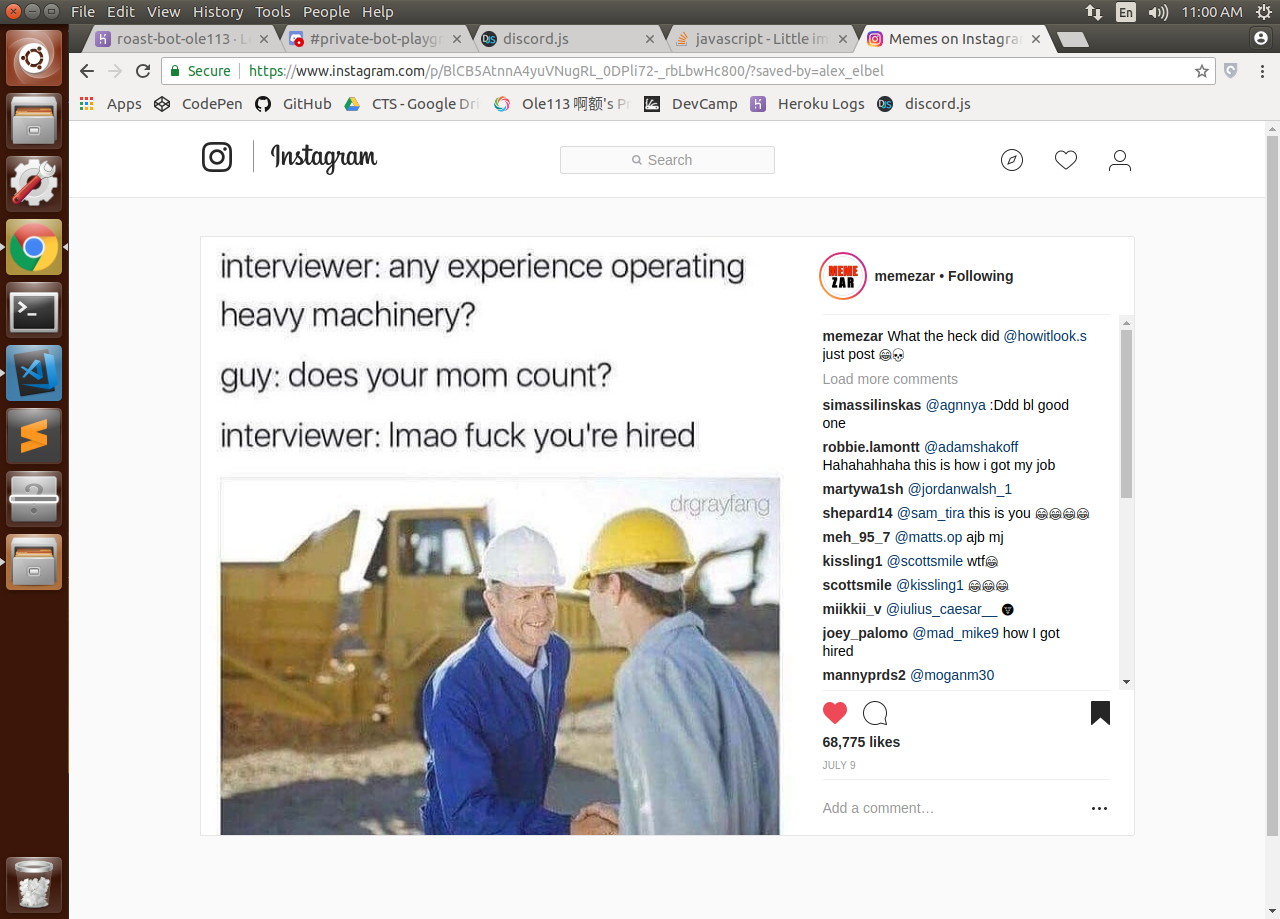 File Edit View History Tools People Help
En 11:00 AM
roast-bot-ole113 · L
#private-bot-playgr
discord.js
javascript - Little im
Memes on Instagra
Secure https://www.instagram.com/p/BlCB5AtnnA4yuVNugRL_0DPli72-_rbLbwHc800/?saved-by=alex_elbel
Apps CodePen GitHub CTS - Google Dri Ole113 啊额's Pr DevCamp Heroku Logs discord.js
Instagram
Search
interviewer: any experience operating
heavy machinery?
guy: does your mom count?
interviewer: lmao fuck you're hired
drgrayfang
MEME
ZAR
memezar • Following
memezar What the heck did @howitlook.s
just post 😂💀
Load more comments
simassilinskas @agnnya :Ddd bl good
one
robbie.lamontt @adamshakoff
Hahahahhaha this is how i got my job
martywa1sh @jordanwalsh_1
shepard14 @sam_tira this is you 😂😂😂😂
meh_95_7 @matts.op ajb mj
kissling1 @scottsmile wtf😂
scottsmile @kissling1 😂😂😂
miikkii_v @iulius_caesar__
joey_palomo @mad_mike9 how I got
hired
mannyprds2 @moganm30
68,775 likes
JULY 9
Add a comment…